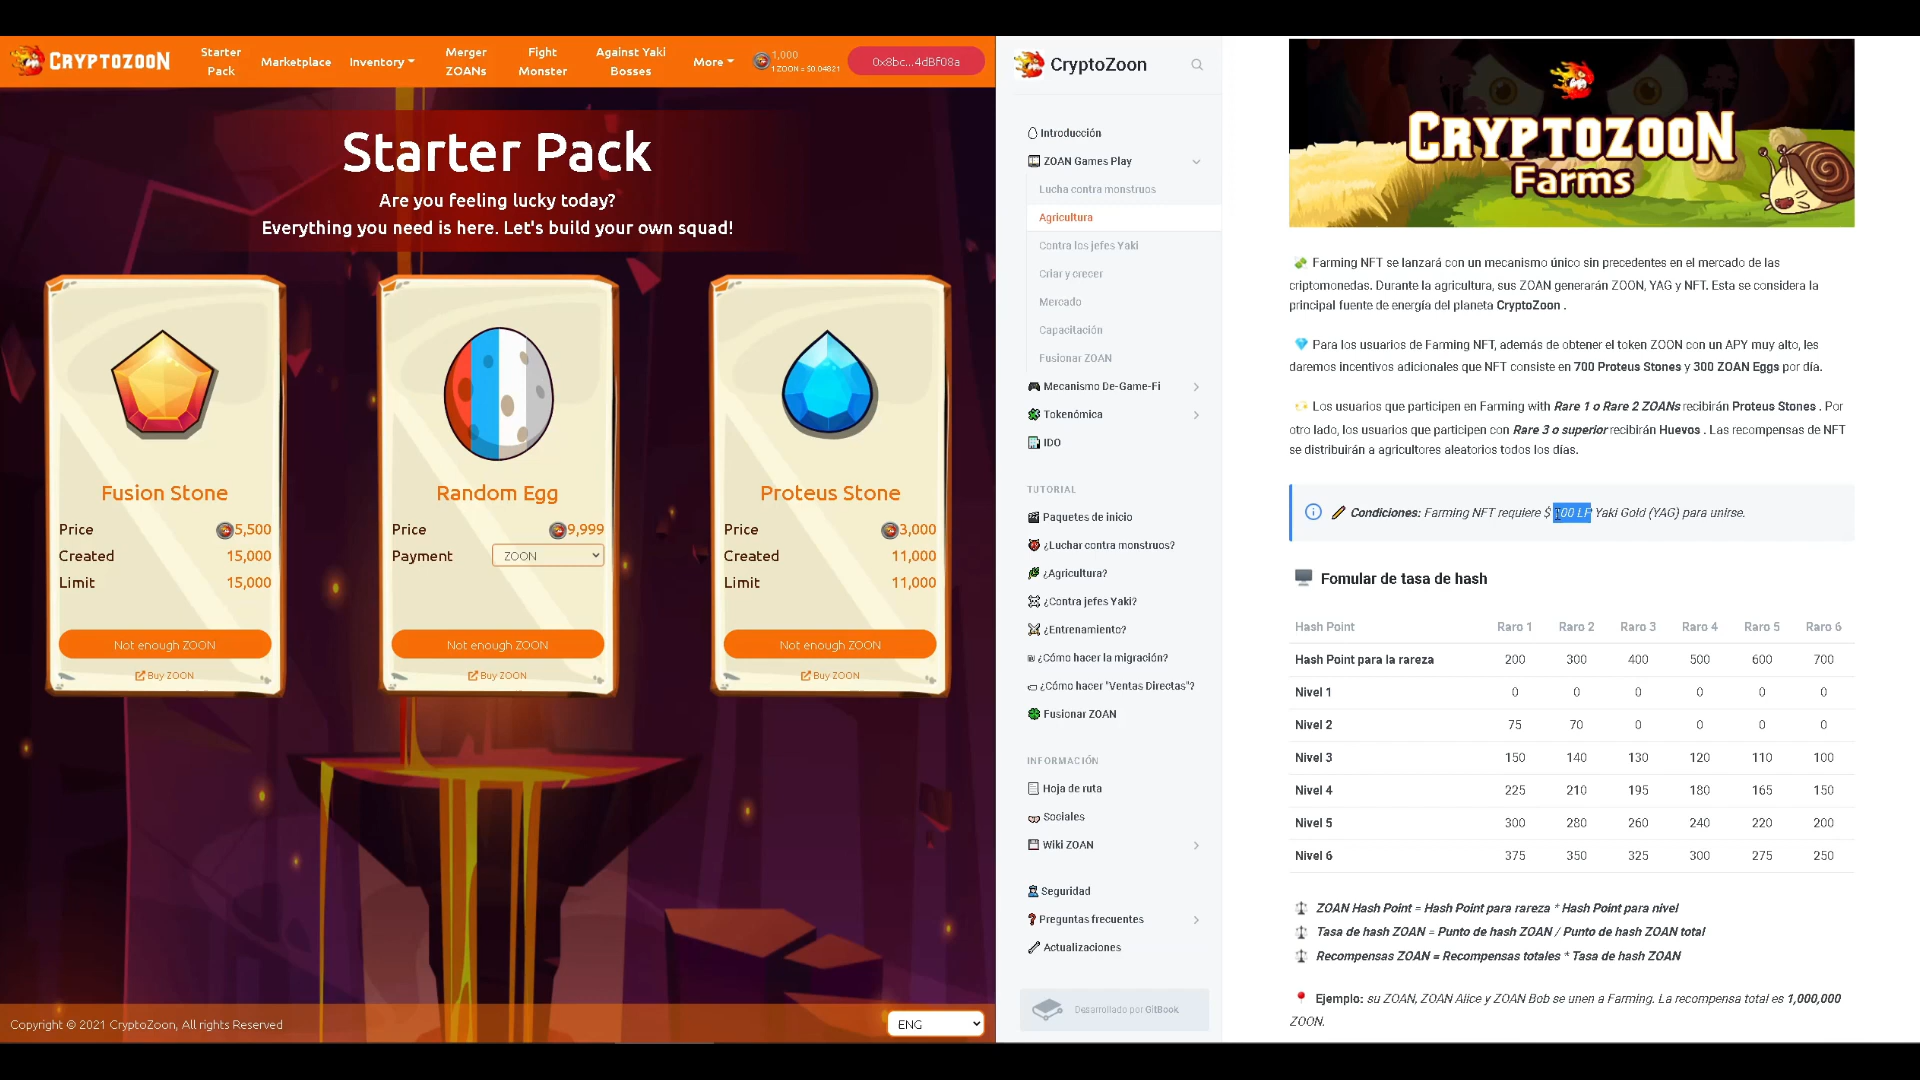 CRYPTOZOON
Starter Pack
Marketplace
Inventory
Merger ZOANs
Fight Monster
Against Yaki Bosses
More
1,000
1 ZOON = $0.04821
0x8bc...4dBF08a
Starter Pack
Are you feeling lucky today?
Everything you need is here. Let's build your own squad!
Fusion Stone
Price 5,500
Created 15,000
Limit 15,000
Not enough ZOON
Buy ZOON
Random Egg
Price 9,999
Payment ZOON
Not enough ZOON
Buy ZOON
Proteus Stone
Price 3,000
Created 11,000
Limit 11,000
Not enough ZOON
Buy ZOON
Copyright © 2021 CryptoZoon, All rights Reserved
ENG
CryptoZoon
Introducción
ZOAN Games Play
Lucha contra monstruos
Agricultura
Contra los jefes Yaki
Criar y crecer
Mercado
Capacitación
Fusionar ZOAN
Mecanismo De-Game-Fi
Tokenómica
IDO
TUTORIAL
Paquetes de inicio
¿Luchar contra monstruos?
¿Agricultura?
¿Contra jefes Yaki?
¿Entrenamiento?
¿Cómo hacer la migración?
¿Cómo hacer "Ventas Directas"?
Fusionar ZOAN
INFORMACIÓN
Hoja de ruta
Sociales
Wiki ZOAN
Seguridad
Preguntas frecuentes
Actualizaciones
Desarrollado por GitBook
CRYPTOZOON
Farms
Farming NFT se lanzará con un mecanismo único sin precedentes en el mercado de las
criptomonedas. Durante la agricultura, sus ZOAN generarán ZOON, YAG y NFT. Esta se considera la
principal fuente de energía del planeta CryptoZoon .
Para los usuarios de Farming NFT, además de obtener el token ZOON con un APY muy alto, les
daremos incentivos adicionales que NFT consiste en 700 Proteus Stones y 300 ZOAN Eggs por día.
Los usuarios que participen en Farming with Rare 1 o Rare 2 ZOANs recibirán Proteus Stones . Por
otro lado, los usuarios que participen con Rare 3 o superior recibirán Huevos . Las recompensas de NFT
se distribuirán a agricultores aleatorios todos los días.
Condiciones: Farming NFT requiere $ 100 LP Yaki Gold (YAG) para unirse.
Fomular de tasa de hash
Hash Point Raro 1 Raro 2 Raro 3 Raro 4 Raro 5 Raro 6
Hash Point para la rareza 200 300 400 500 600 700
Nivel 1 0 0 0 0 0 0
Nivel 2 75 70 0 0 0 0
Nivel 3 150 140 130 120 110 100
Nivel 4 225 210 195 180 165 150
Nivel 5 300 280 260 240 220 200
Nivel 6 375 350 325 300 275 250
ZOAN Hash Point = Hash Point para rareza * Hash Point para nivel
Tasa de hash ZOAN = Punto de hash ZOAN / Punto de hash ZOAN total
Recompensas ZOAN = Recompensas totales * Tasa de hash ZOAN
Ejemplo: su ZOAN, ZOAN Alice y ZOAN Bob se unen a Farming. La recompensa total es 1,000,000
ZOON.